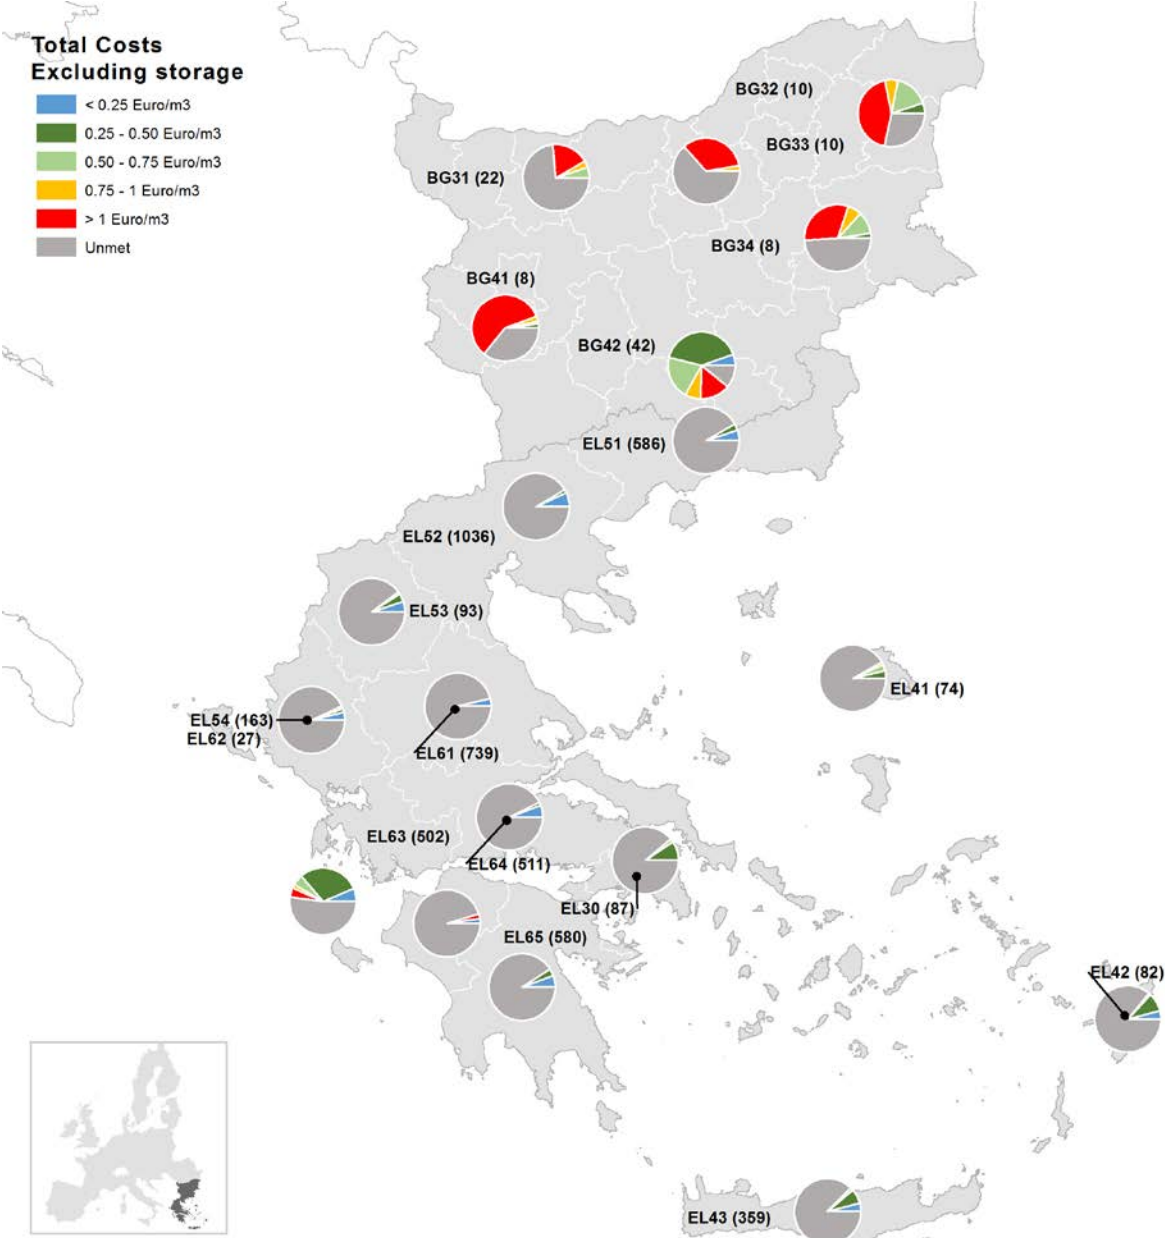 Total Costs
Excluding storage
< 0.25 Euro/m3
0.25 - 0.50 Euro/m3
0.50 - 0.75 Euro/m3
0.75 - 1 Euro/m3
> 1 Euro/m3
Unmet
BG32 (10)
BG33 (10)
BG31 (22)
BG34 (8)
BG41 (8)
BG42 (42)
EL51 (586)
EL52 (1036)
EL53 (93)
EL41 (74)
EL54 (163)
EL62 (27)
EL61 (739)
EL63 (502)
EL64 (511)
EL30 (87)
EL65 (580)
EL42 (82)
EL43 (359)